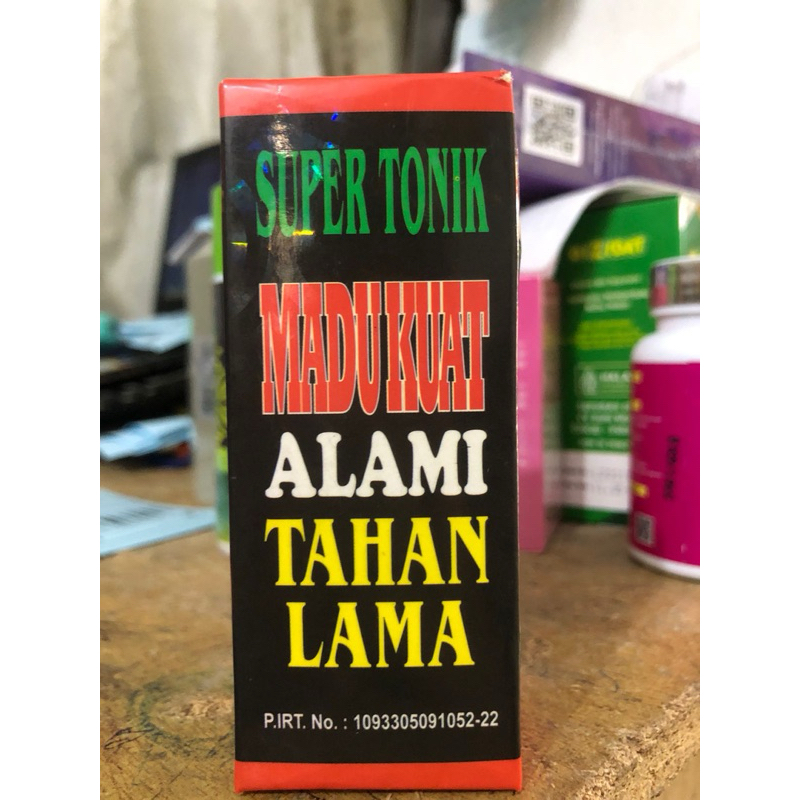 SUPER TONIK
MADU KUAT
ALAMI
TAHAN
LAMA
P.IRT. No. : 1093305091052-22